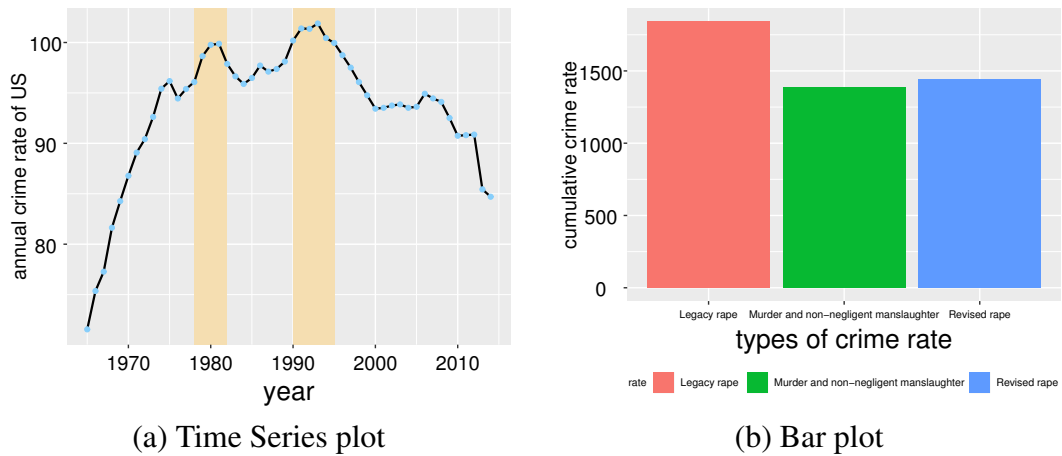 annual crime rate of US
100
90
80
1970 1980 1990 2000 2010
year
(a) Time Series plot
cumulative crime rate
1500
1000
500
0
Legacy rape Murder and non−negligent manslaughter Revised rape
types of crime rate
rate Legacy rape Murder and non−negligent manslaughter Revised rape
(b) Bar plot